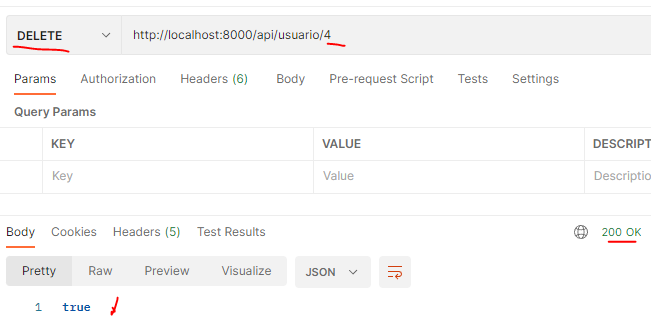 DELETE http://localhost:8000/api/usuario/4
Params Authorization Headers (6) Body Pre-request Script Tests Settings
Query Params
KEY VALUE DESCRIPT
Key Value Descriptio
Body Cookies Headers (5) Test Results 200 OK
Pretty Raw Preview Visualize JSON
1 true